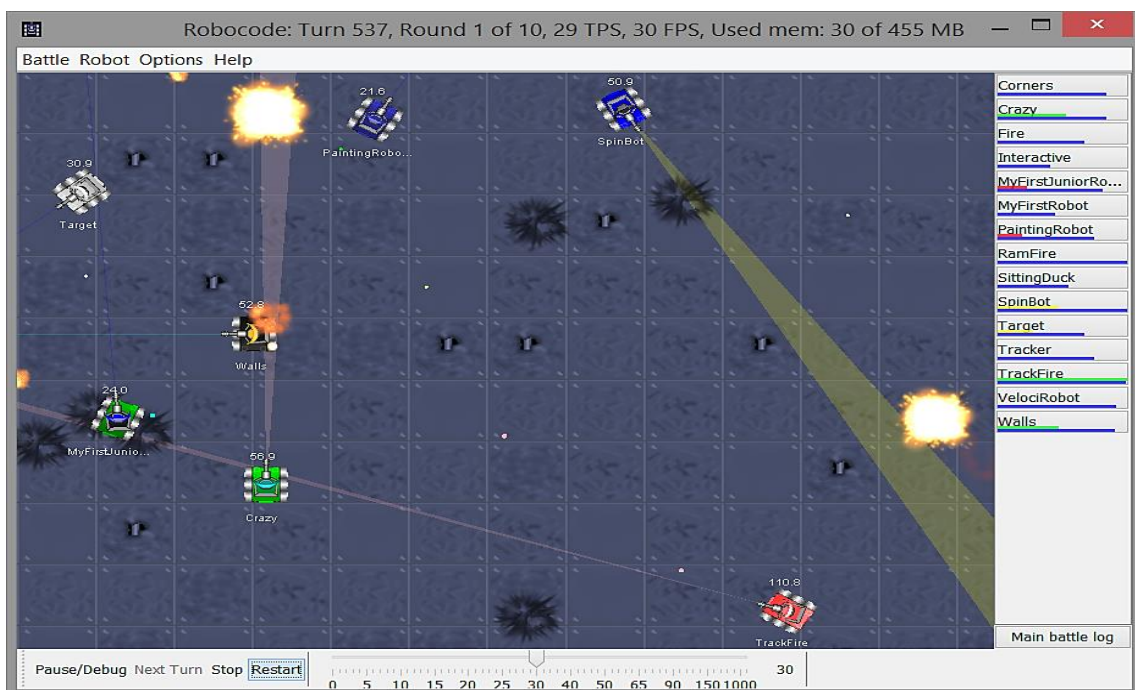 Robocode: Turn 537, Round 1 of 10, 29 TPS, 30 FPS, Used mem: 30 of 455 MB
Battle Robot Options Help
21.6
PaintingRobo...
50.9
SpinBot
30.9
Target
52.8
Walls
24.0
MyFirstJunio...
56.9
Crazy
110.8
TrackFire
Corners
Crazy
Fire
Interactive
MyFirstJuniorRo...
MyFirstRobot
PaintingRobot
RamFire
SittingDuck
SpinBot
Target
Tracker
TrackFire
VelociRobot
Walls
Main battle log
Pause/Debug Next Turn Stop Restart
0 5 10 15 20 25 30 40 50 65 90 150 1000
30